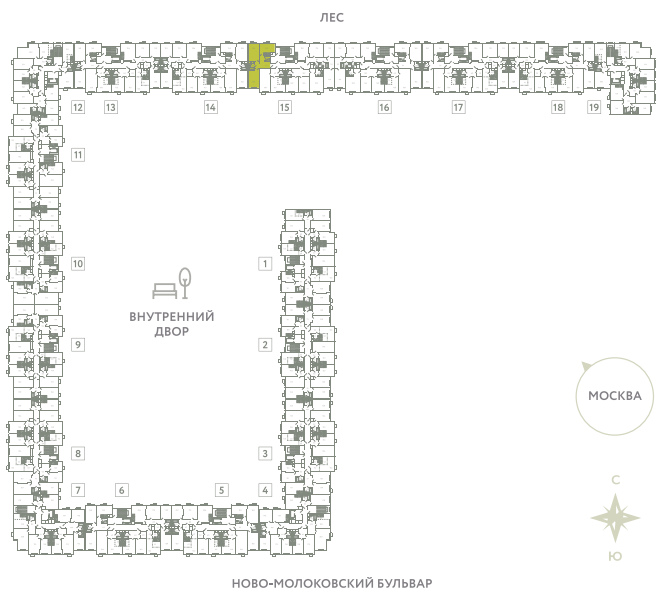 ЛЕС
12 13 14 15 16 17 18 19
11
10 1
ВНУТРЕННИЙ
ДВОР
9 2
МОСКВА
8 3
7 6 5 4
С
Ю
НОВО-МОЛОКОВСКИЙ БУЛЬВАР